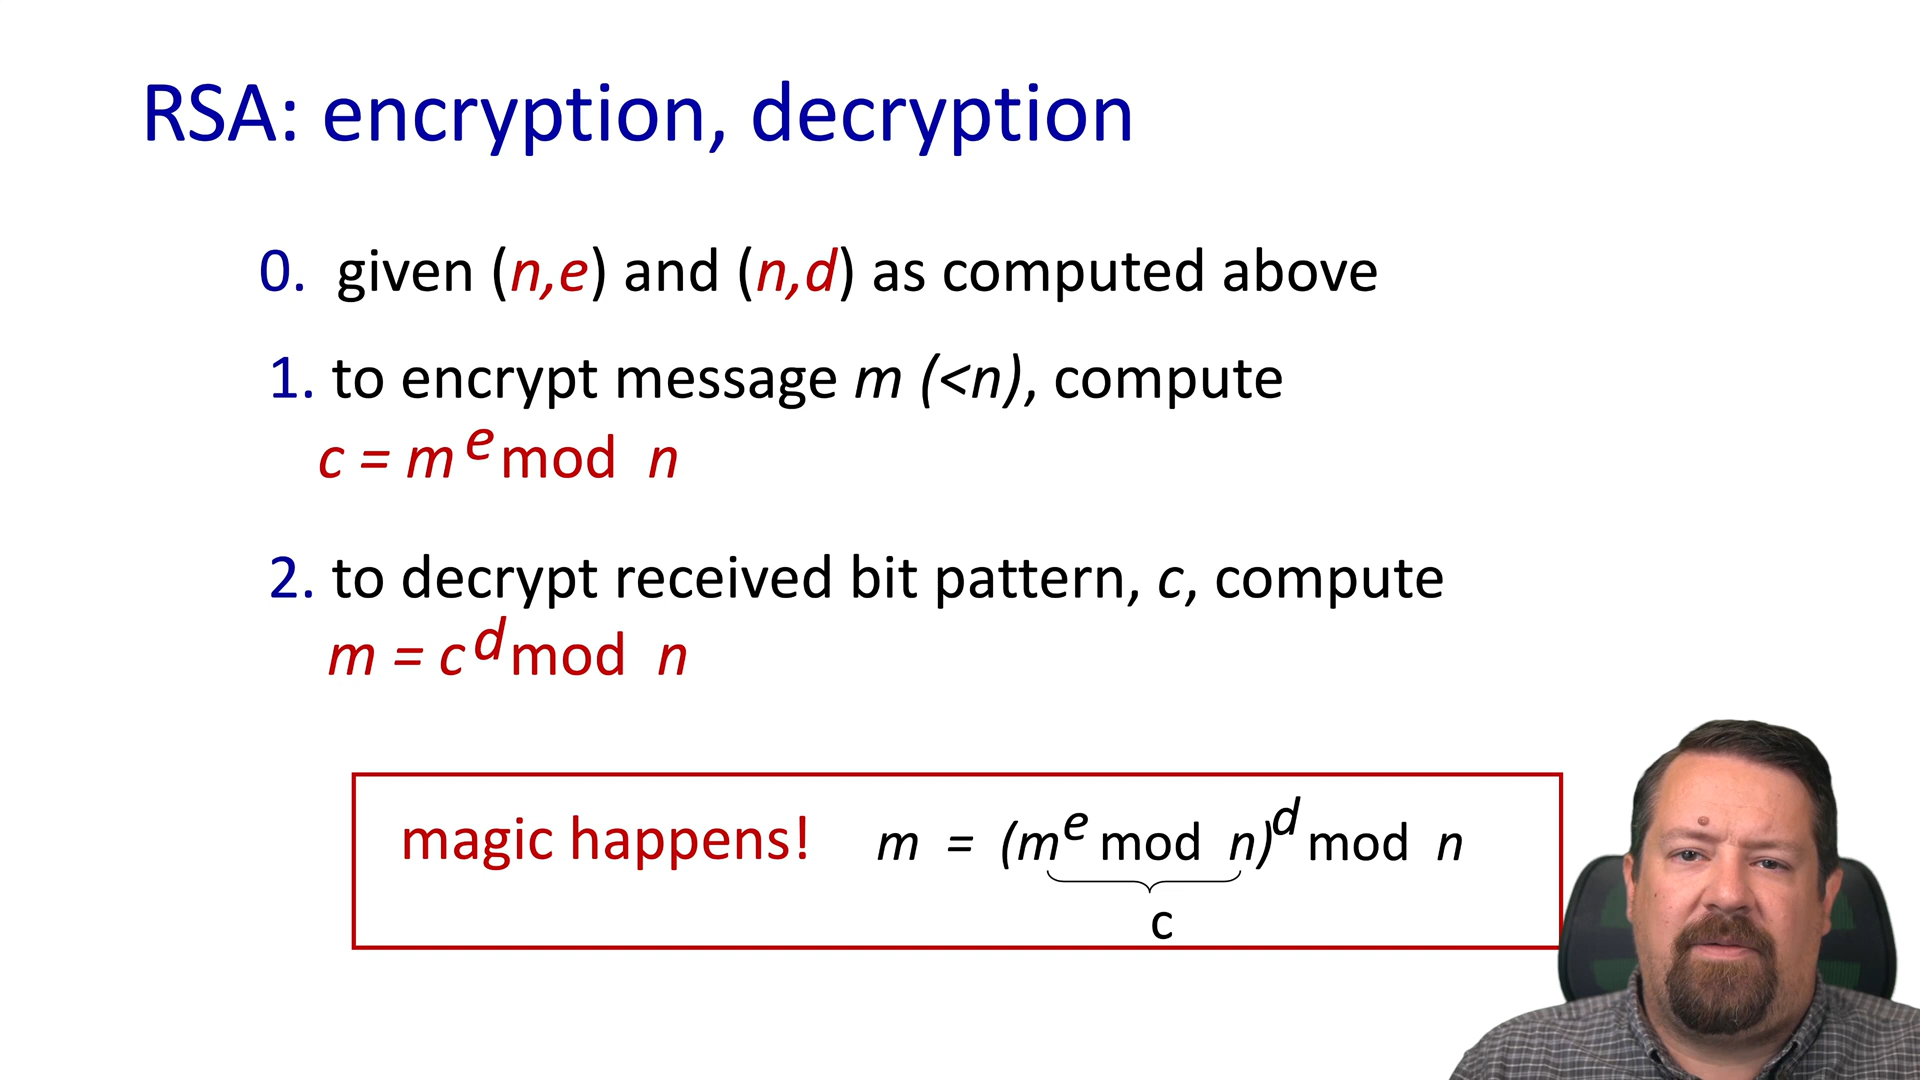 RSA: encryption, decryption
0. given (n,e) and (n,d) as computed above
1. to encrypt message m (<n), compute
c = m^e mod n
2. to decrypt received bit pattern, c, compute
m = c^d mod n
magic happens! m = (m^e mod n)^d mod n
c